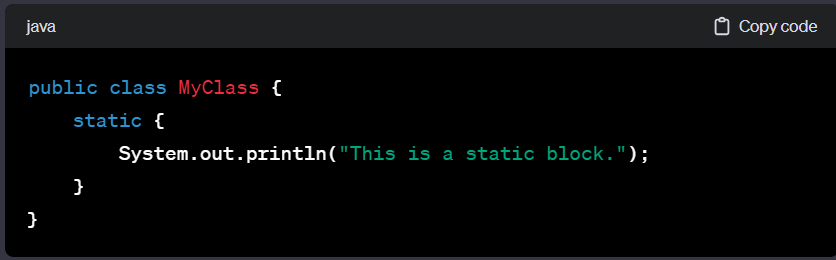 java
Copy code
public class MyClass {
    static {
        System.out.println("This is a static block.");
    }
}